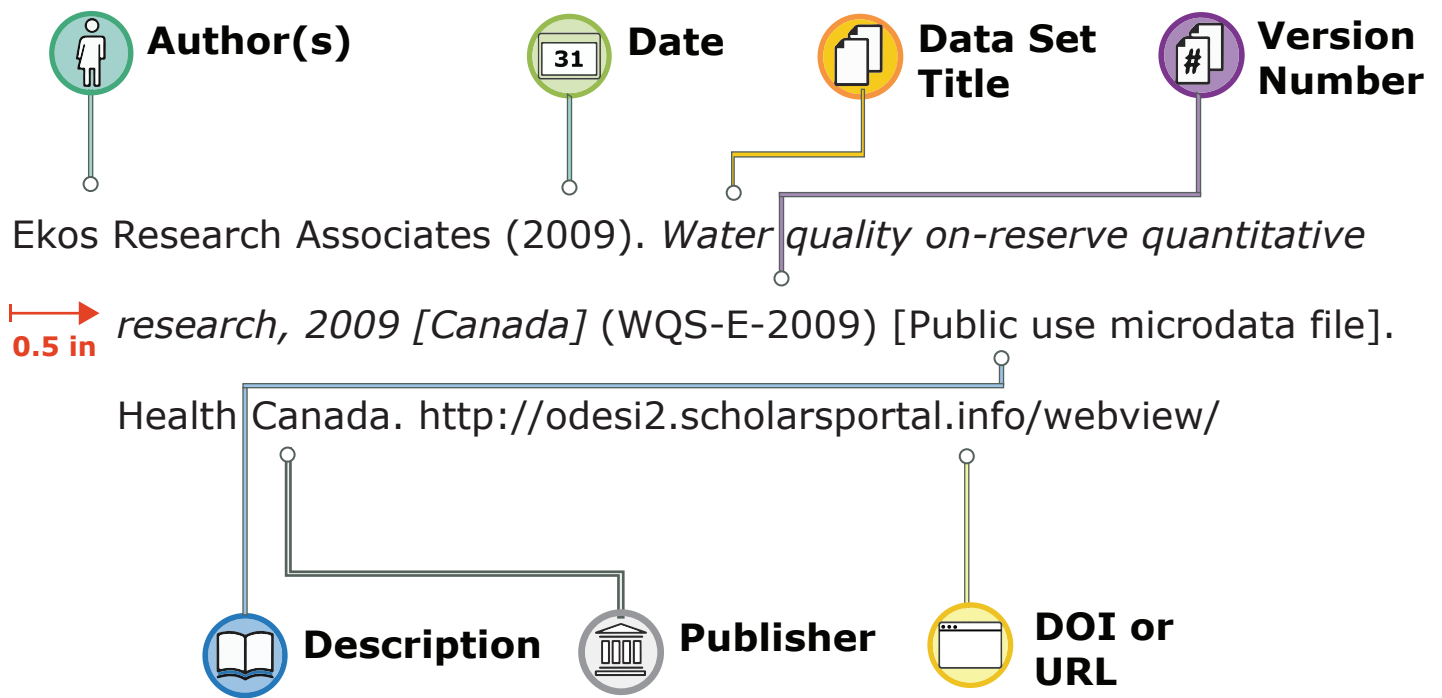 Author(s)
31
Date
Data Set
Title
#
Version
Number
Ekos Research Associates (2009). Water quality on-reserve quantitative
0.5 in
research, 2009 [Canada] (WQS-E-2009) [Public use microdata file].
Health Canada. http://odesi2.scholarsportal.info/webview/
Description
Publisher
DOI or
URL